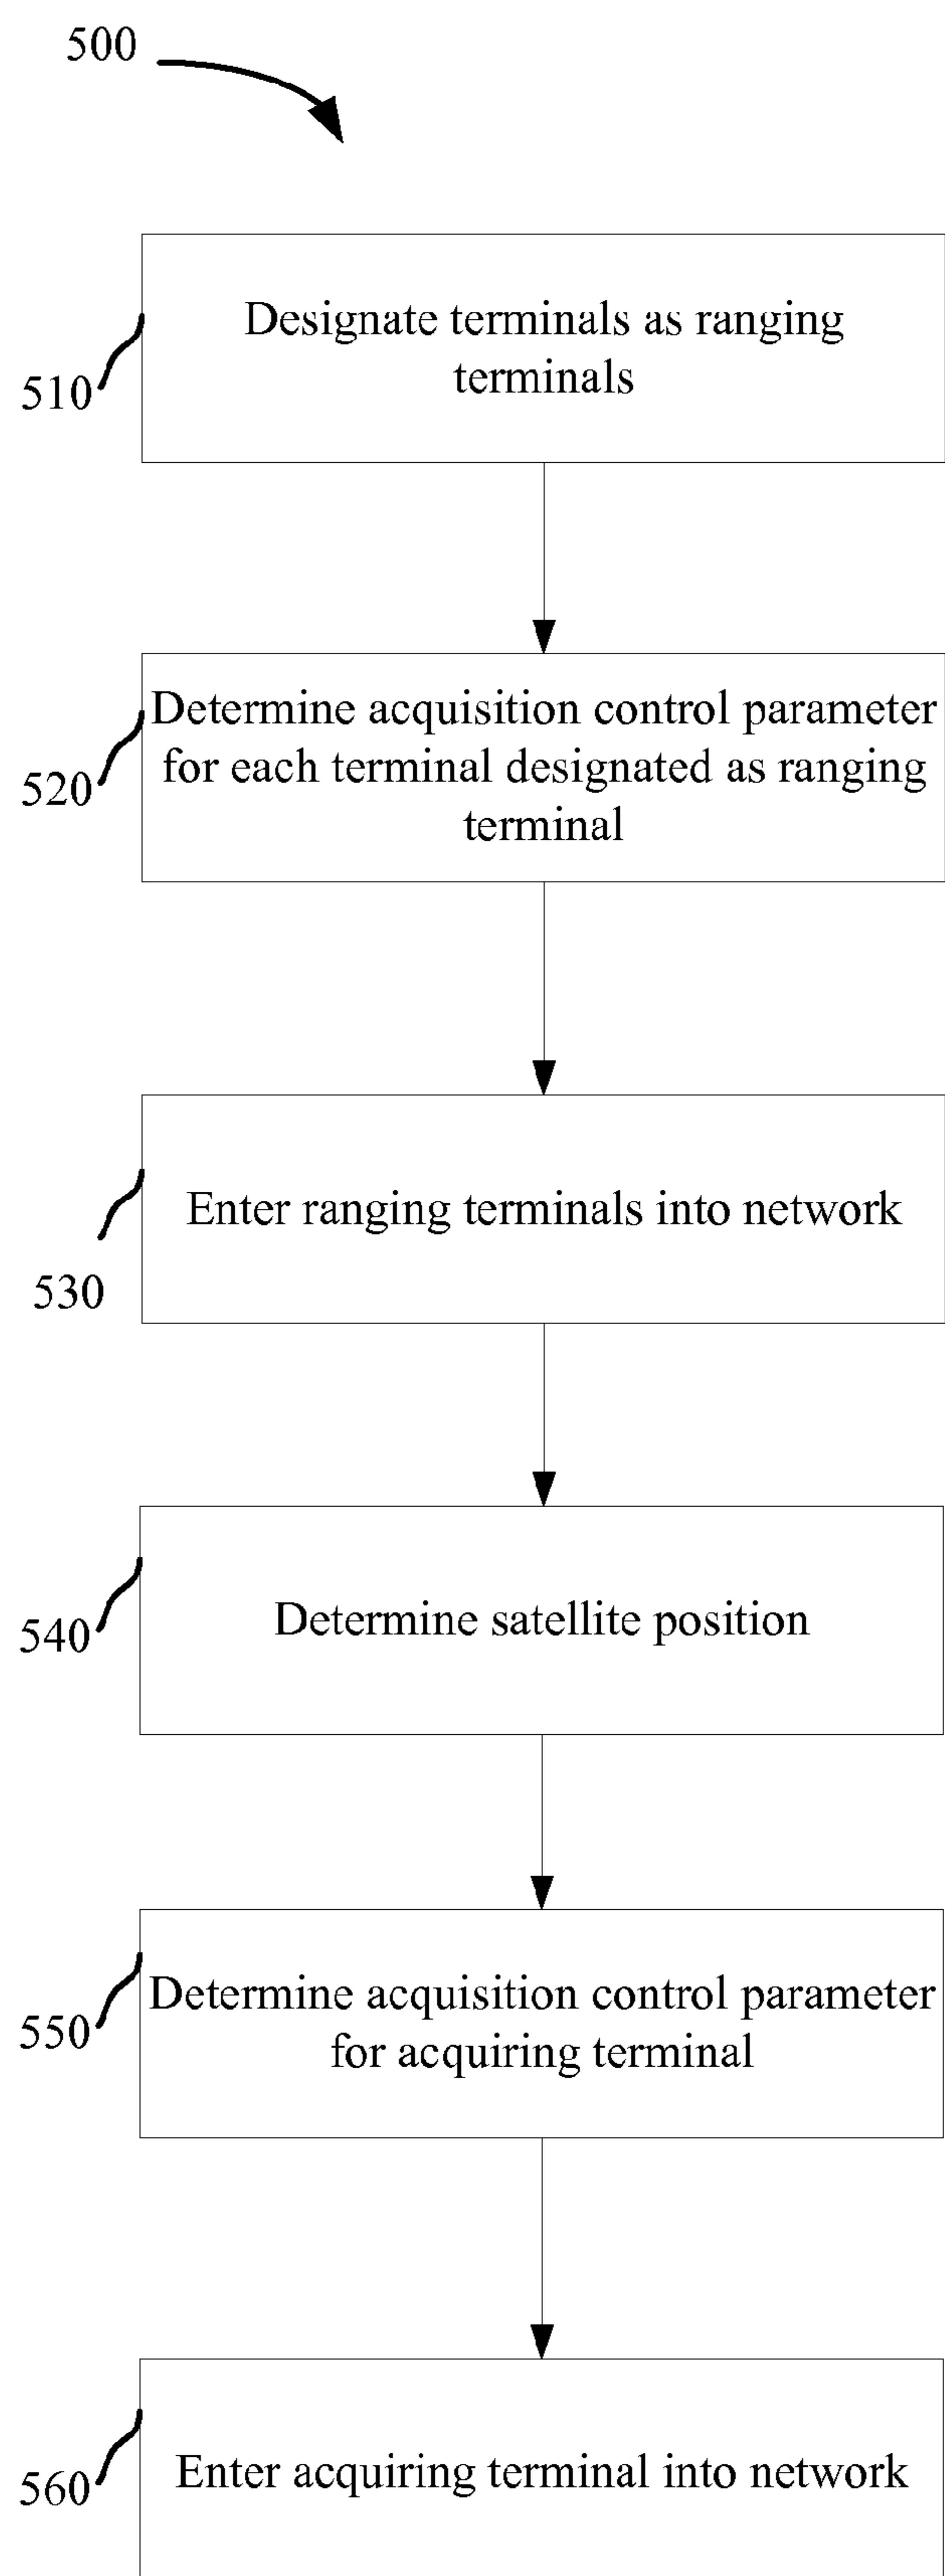 500
Designate terminals as ranging
terminals
510
Determine acquisition control parameter
for each terminal designated as ranging
terminal
520
Enter ranging terminals into network
530
Determine satellite position
540
Determine acquisition control parameter
for acquiring terminal
550
Enter acquiring terminal into network
560